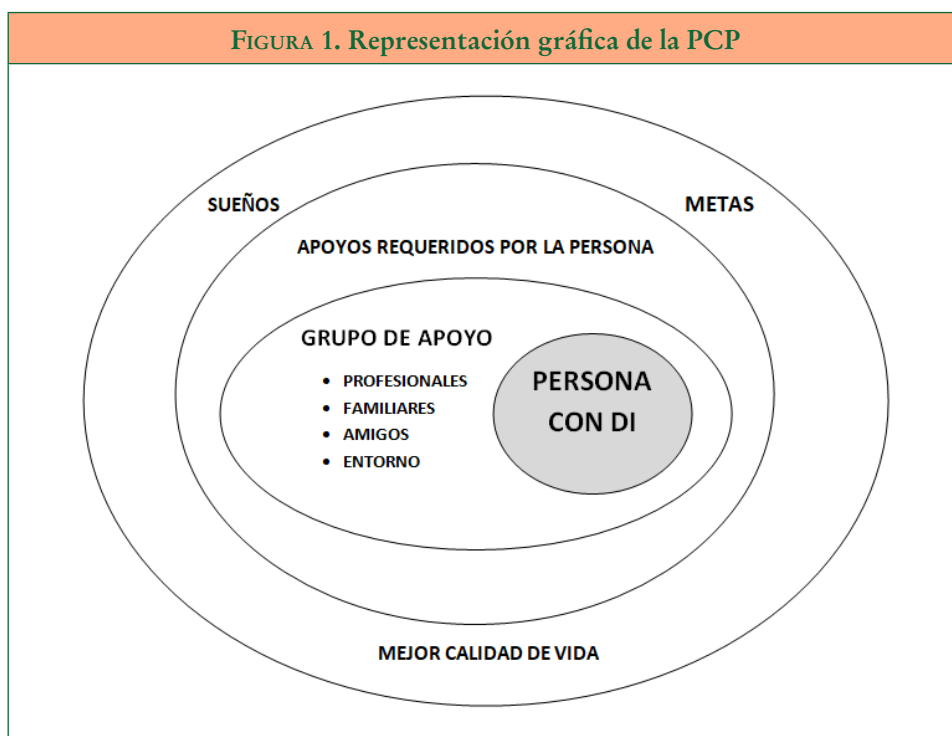 FIGURA 1. Representación gráfica de la PCP
SUEÑOS
METAS
APOYOS REQUERIDOS POR LA PERSONA
GRUPO DE APOYO
• PROFESIONALES
• FAMILIARES
• AMIGOS
• ENTORNO
PERSONA
CON DI
MEJOR CALIDAD DE VIDA